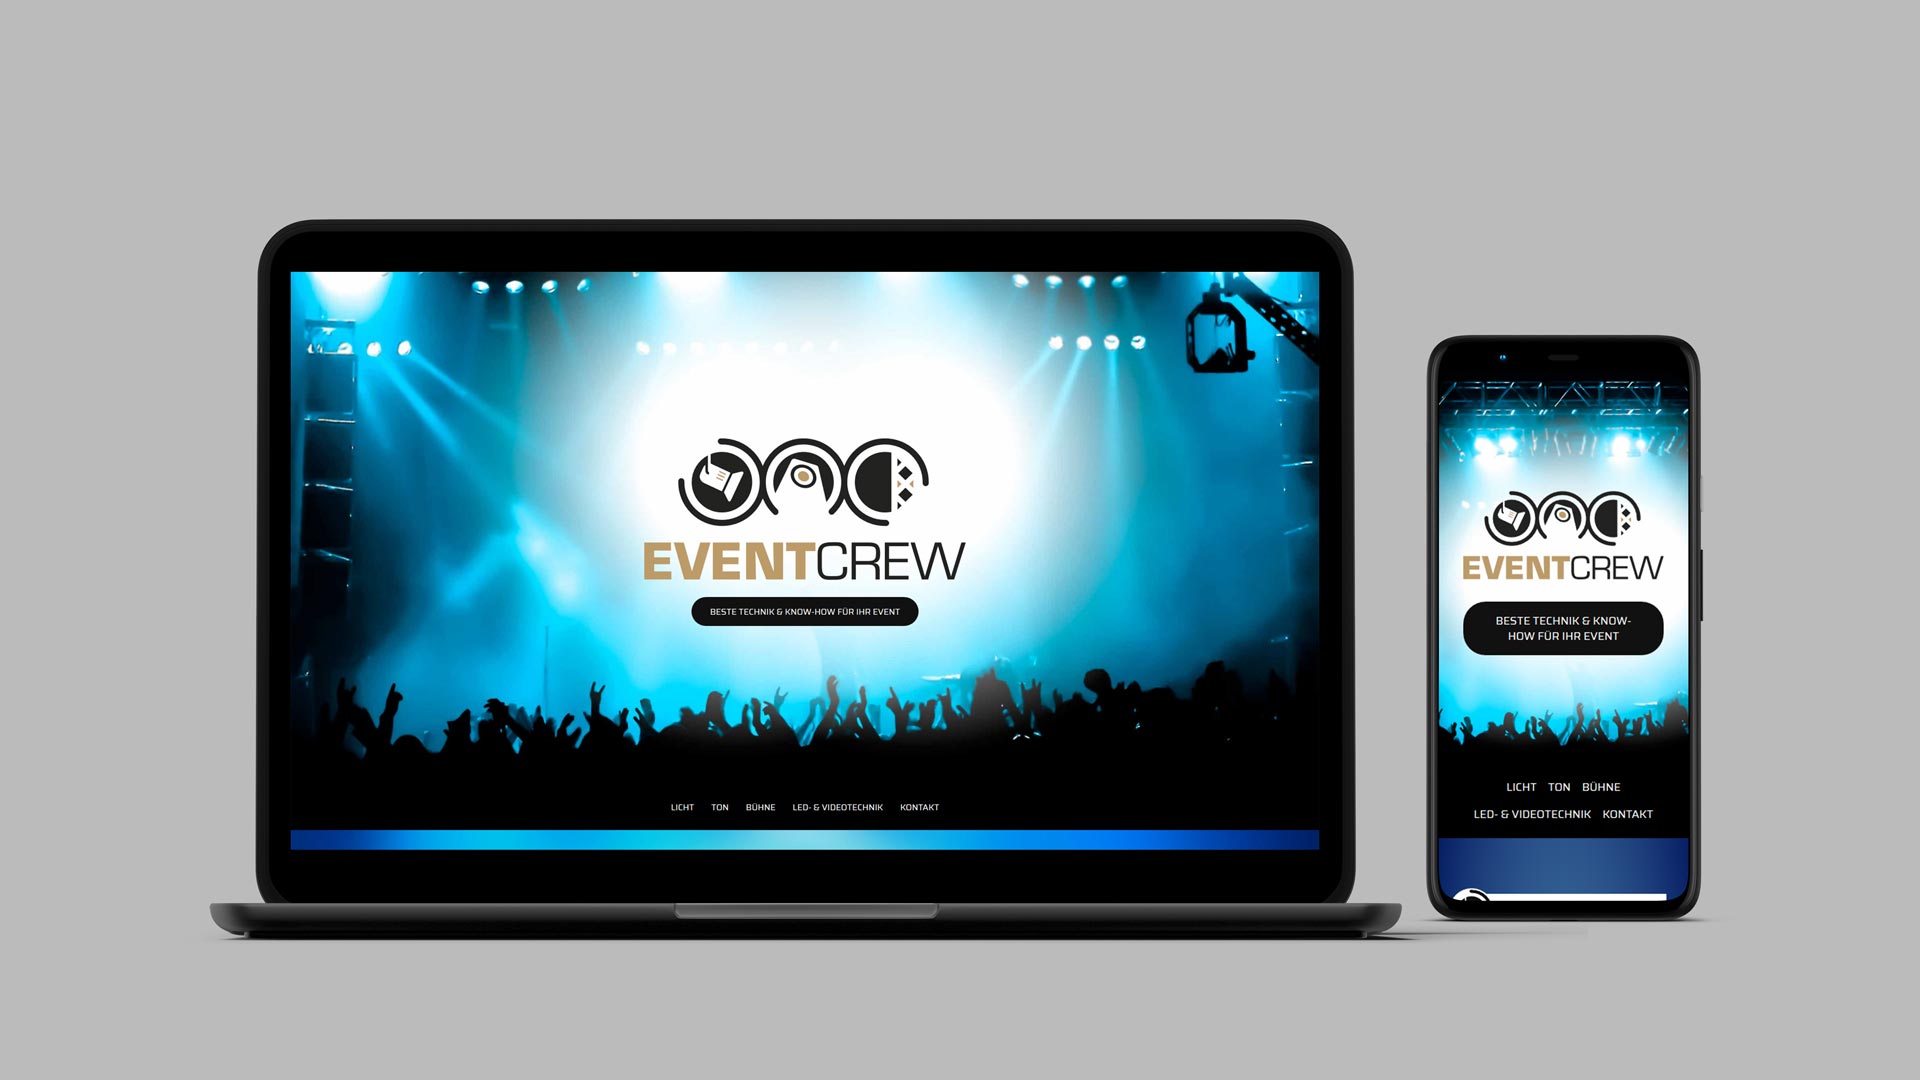 EVENTCREW
BESTE TECHNIK & KNOW-HOW FÜR IHR EVENT
LICHT TON BÜHNE LED- & VIDEOTECHNIK KONTAKT
EVENTCREW
BESTE TECHNIK & KNOW-
HOW FÜR IHR EVENT
LICHT TON BÜHNE
LED- & VIDEOTECHNIK KONTAKT